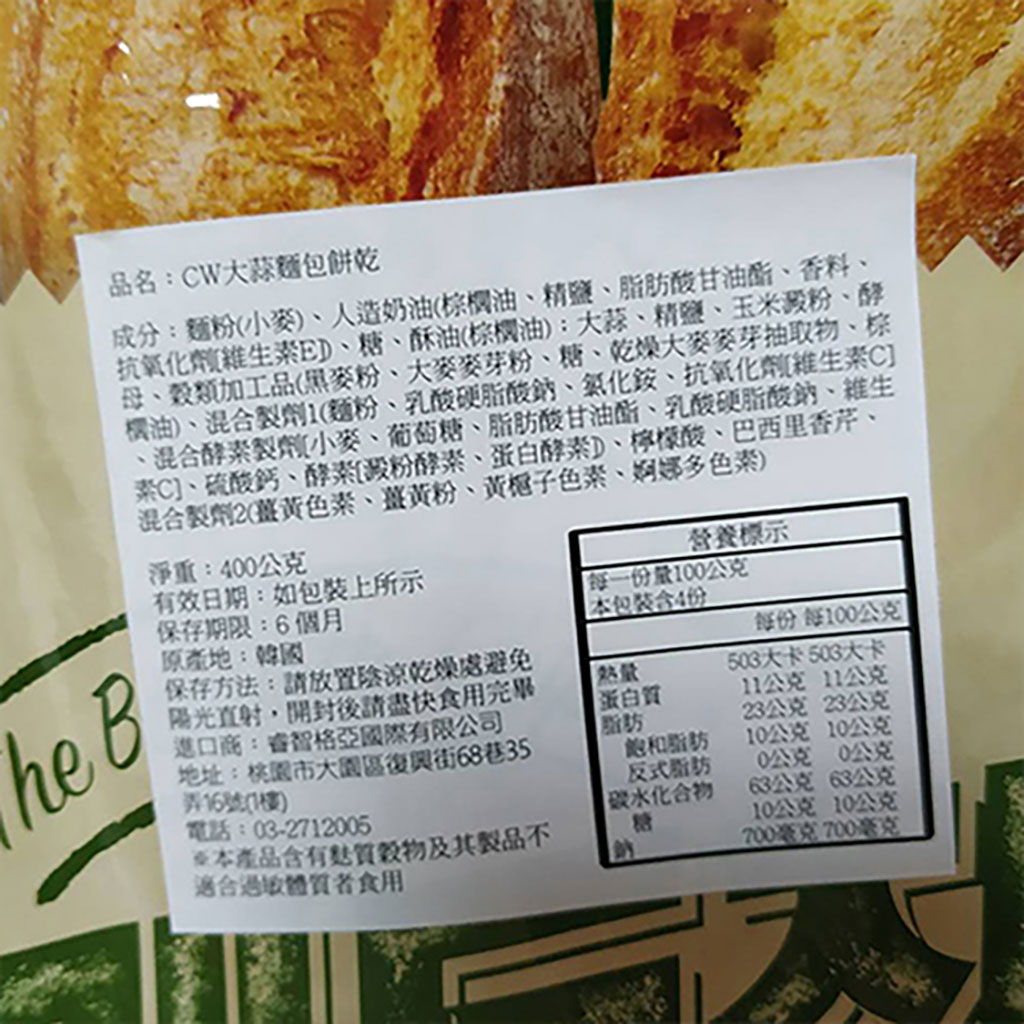 品名：CW大蒜麵包餅乾
成分：麵粉(小麥)、人造奶油(棕櫚油、精鹽、脂肪酸甘油酯、香料、
抗氧化劑[維生素E])、糖、酥油(棕櫚油)；大蒜、精鹽、玉米澱粉、酵
母、穀類加工品(黑麥粉、大麥麥芽粉、糖、乾燥大麥麥芽抽取物、棕
櫚油)、混合製劑1(麵粉、乳酸硬脂酸鈉、氯化銨、抗氧化劑[維生素C]
、混合酵素製劑[小麥、葡萄糖、脂肪酸甘油酯、乳酸硬脂酸鈉、維生
素C]、硫酸鈣、酵素[澱粉酵素、蛋白酵素])、檸檬酸、巴西里香芹、
混合製劑2(薑黃色素、薑黃粉、黃梔子色素、婀娜多色素)
淨重：400公克
有效日期：如包裝上所示
保存期限：6個月
原產地：韓國
保存方法：請放置陰涼乾燥處避免
陽光直射，開封後請盡快食用完畢
進口商：睿智格亞國際有限公司
地址：桃園市大園區復興街68巷35
弄16號(1樓)
電話：03-2712005
※本產品含有麩質穀物及其製品不
適合過敏體質者食用
營養標示
每一份量100公克
本包裝含4份
每份 每100公克
熱量 503大卡 503大卡
蛋白質 11公克 11公克
脂肪 23公克 23公克
飽和脂肪 10公克 10公克
反式脂肪 0公克 0公克
碳水化合物 63公克 63公克
糖 10公克 10公克
鈉 700毫克 700毫克
The B